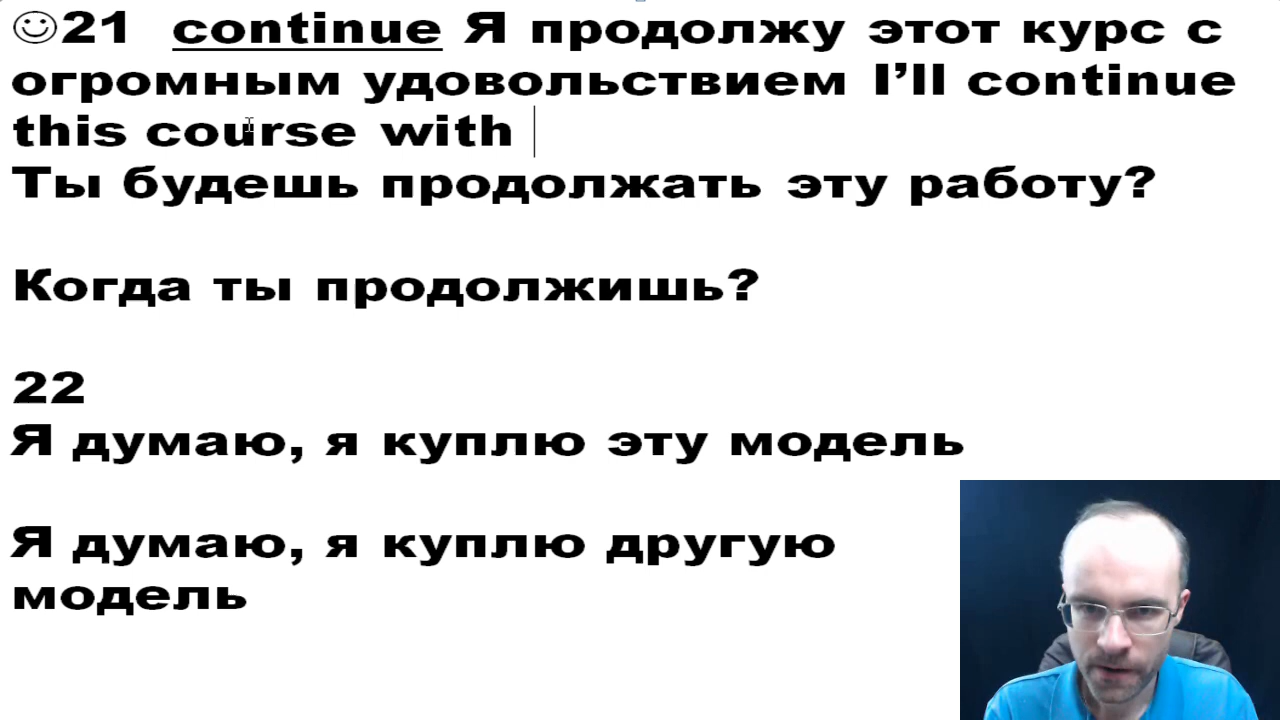 ☺21 continue Я продолжу этот курс с
огромным удовольствием I’ll continue
this course with
Ты будешь продолжать эту работу?
Когда ты продолжишь?
22
Я думаю, я куплю эту модель
Я думаю, я куплю другую
модель